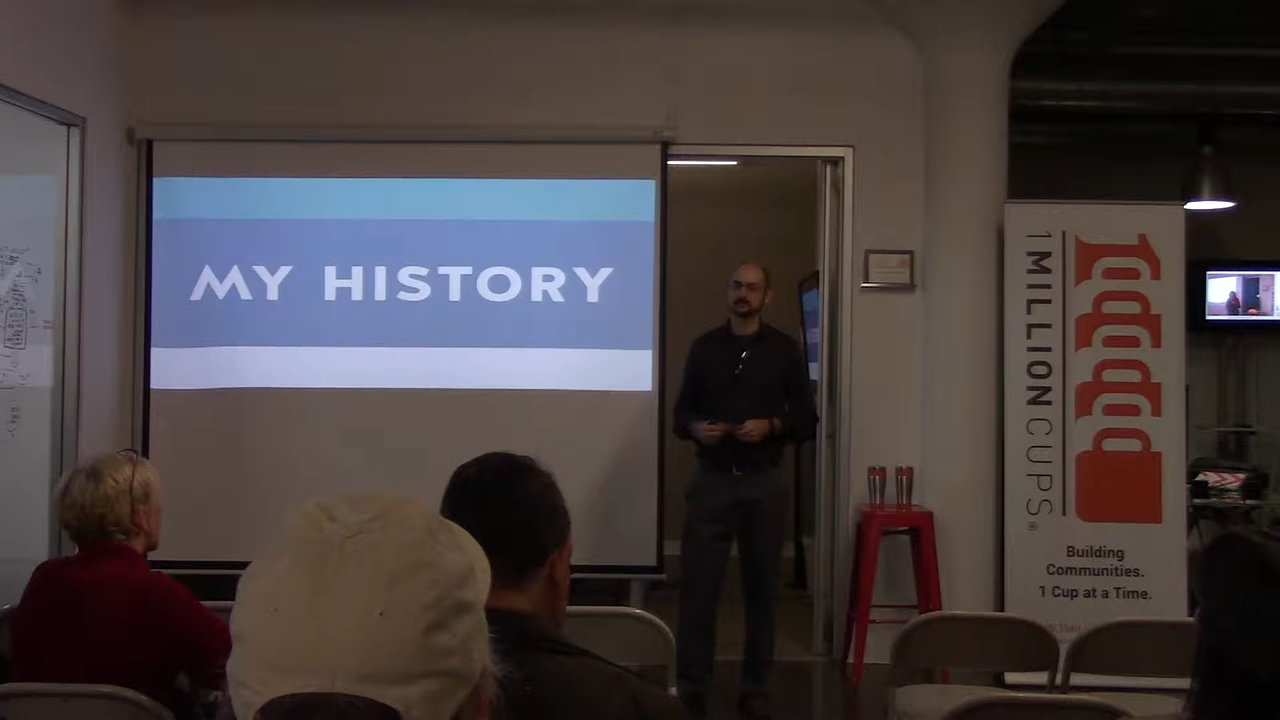 MY HISTORY
1 MILLION CUPS®
Building
Communities.
1 Cup at a Time.